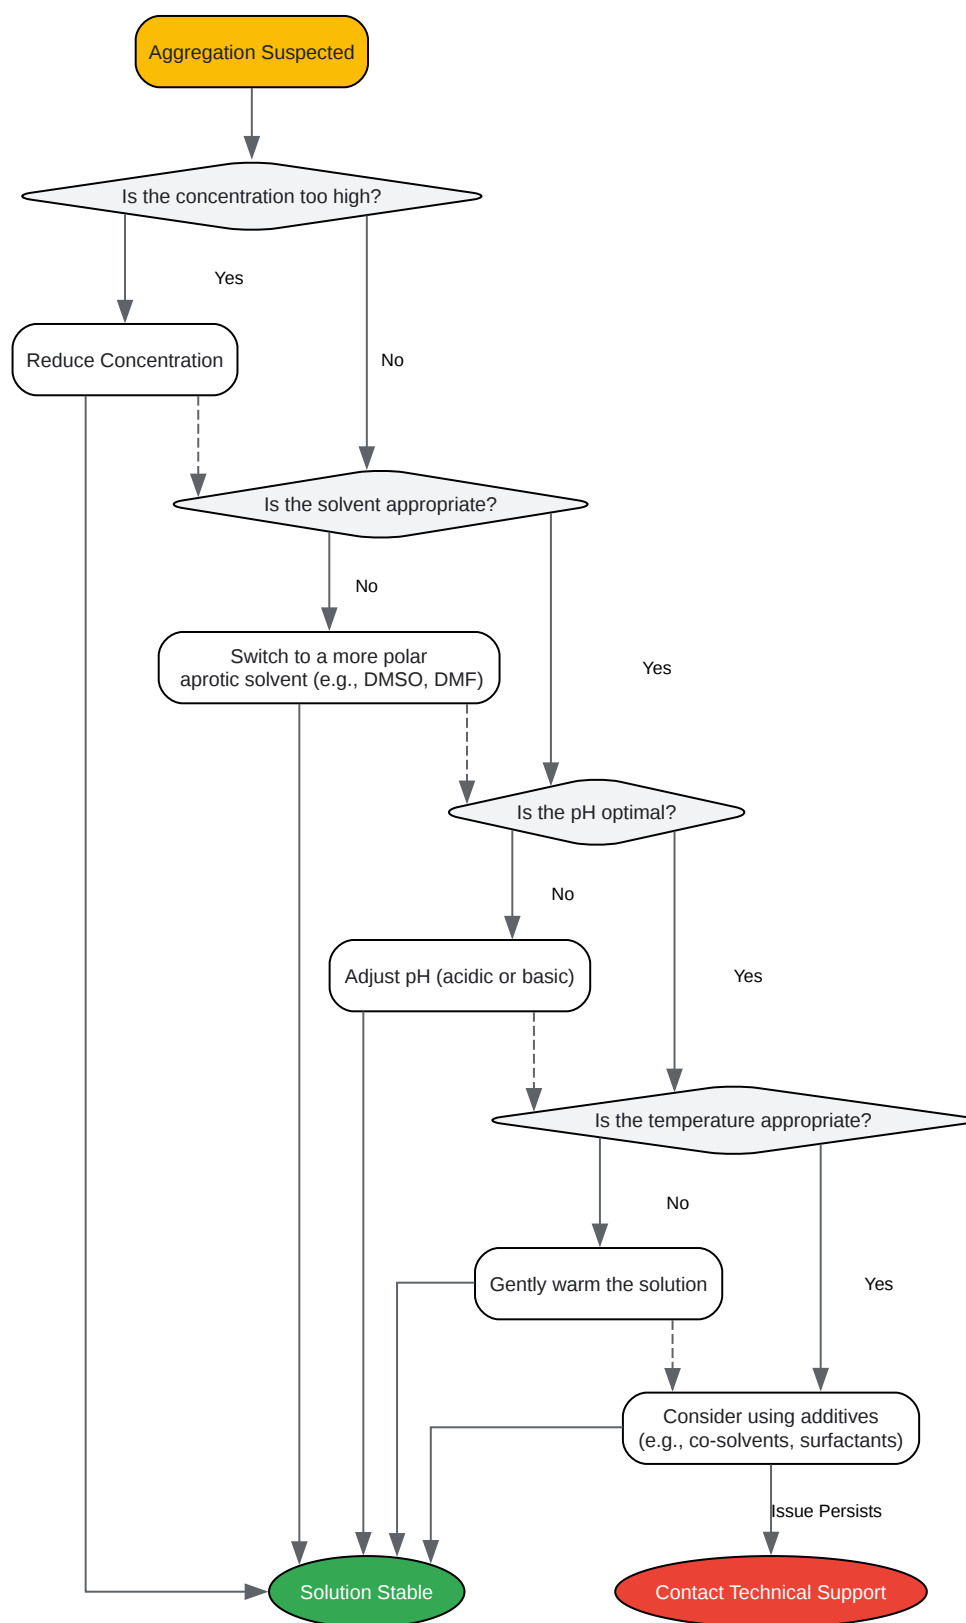 Aggregation Suspected
Is the concentration too high?
Yes
Reduce Concentration
No
Is the solvent appropriate?
No
Switch to a more polar
aprotic solvent (e.g., DMSO, DMF)
Yes
Is the pH optimal?
No
Adjust pH (acidic or basic)
Yes
Is the temperature appropriate?
No
Gently warm the solution
Yes
Consider using additives
(e.g., co-solvents, surfactants)
Issue Persists
Solution Stable
Contact Technical Support